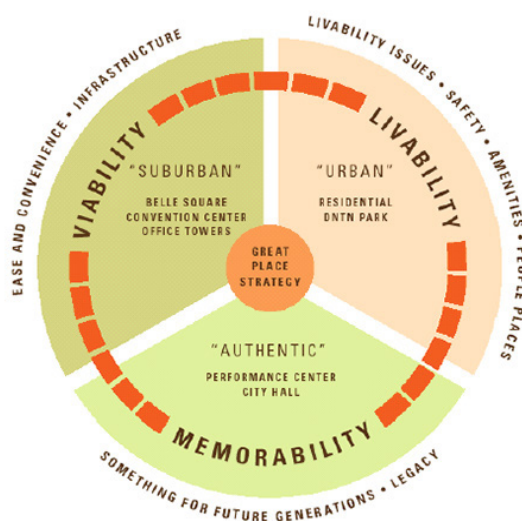 EASE AND CONVENIENCE • INFRASTRUCTURE
LIVABILITY ISSUES • SAFETY • AMENITIES • PEOPLE PLACES
VIABILITY
LIVABILITY
"SUBURBAN"
BELLE SQUARE
CONVENTION CENTER
OFFICE TOWERS
"URBAN"
RESIDENTIAL
DNTN PARK
GREAT
PLACE
STRATEGY
"AUTHENTIC"
PERFORMANCE CENTER
CITY HALL
MEMORABILITY
SOMETHING FOR FUTURE GENERATIONS • LEGACY